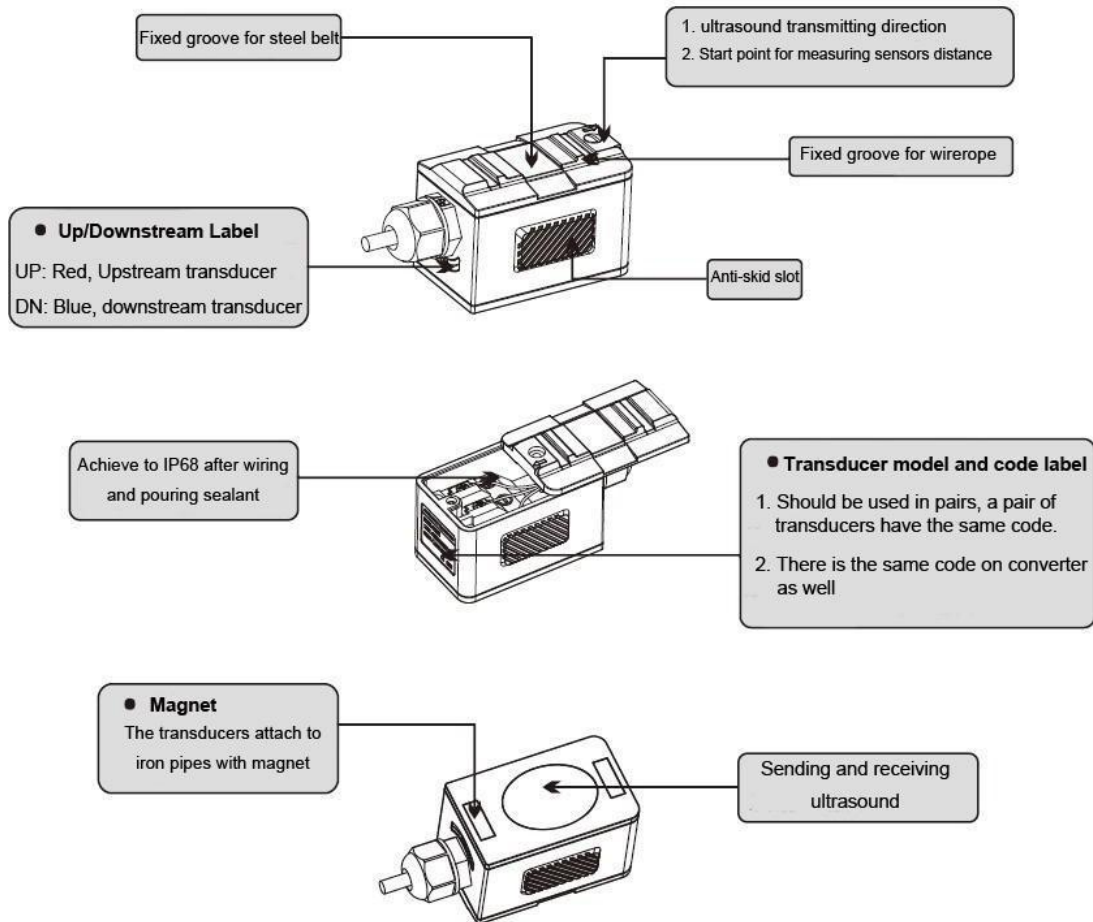 Fixed groove for steel belt
1. ultrasound transmitting direction
2. Start point for measuring sensors distance
Fixed groove for wirerope
● Up/Downstream Label
UP: Red, Upstream transducer
DN: Blue, downstream transducer
Anti-skid slot
Achieve to IP68 after wiring
and pouring sealant
● Transducer model and code label
1. Should be used in pairs, a pair of
transducers have the same code.
2. There is the same code on converter
as well
● Magnet
The transducers attach to
iron pipes with magnet
Sending and receiving
ultrasound